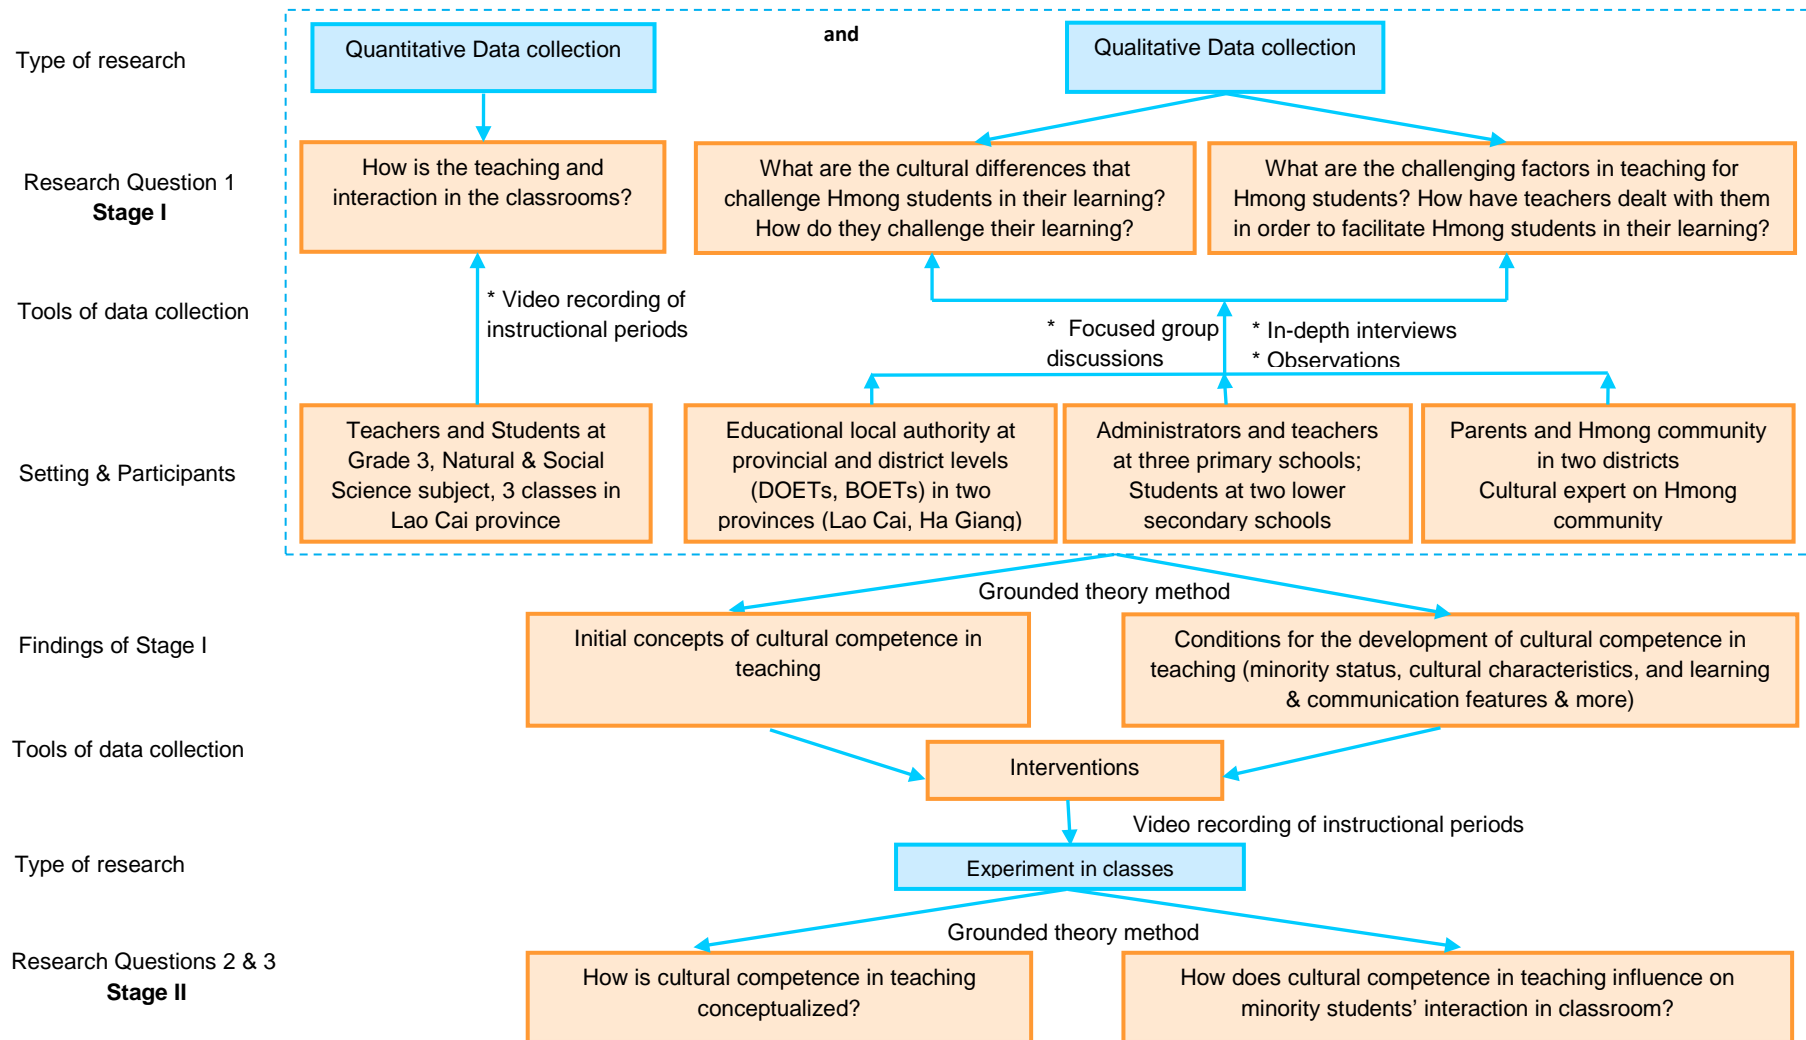 Type of research
Quantitative Data collection
and
Qualitative Data collection
Research Question 1
Stage I
How is the teaching and
interaction in the classrooms?
What are the cultural differences that
challenge Hmong students in their learning?
How do they challenge their learning?
What are the challenging factors in teaching for
Hmong students? How have teachers dealt with them
in order to facilitate Hmong students in their learning?
Tools of data collection
* Video recording of
instructional periods
* Focused group
discussions
* In-depth interviews
* Observations
Setting & Participants
Teachers and Students at
Grade 3, Natural & Social
Science subject, 3 classes in
Lao Cai province
Educational local authority at
provincial and district levels
(DOETs, BOETs) in two
provinces (Lao Cai, Ha Giang)
Administrators and teachers
at three primary schools;
Students at two lower
secondary schools
Parents and Hmong community
in two districts
Cultural expert on Hmong
community
Grounded theory method
Findings of Stage I
Initial concepts of cultural competence in
teaching
Conditions for the development of cultural competence in
teaching (minority status, cultural characteristics, and learning
& communication features & more)
Tools of data collection
Interventions
Video recording of instructional periods
Type of research
Experiment in classes
Grounded theory method
Research Questions 2 & 3
Stage II
How is cultural competence in teaching
conceptualized?
How does cultural competence in teaching influence on
minority students’ interaction in classroom?